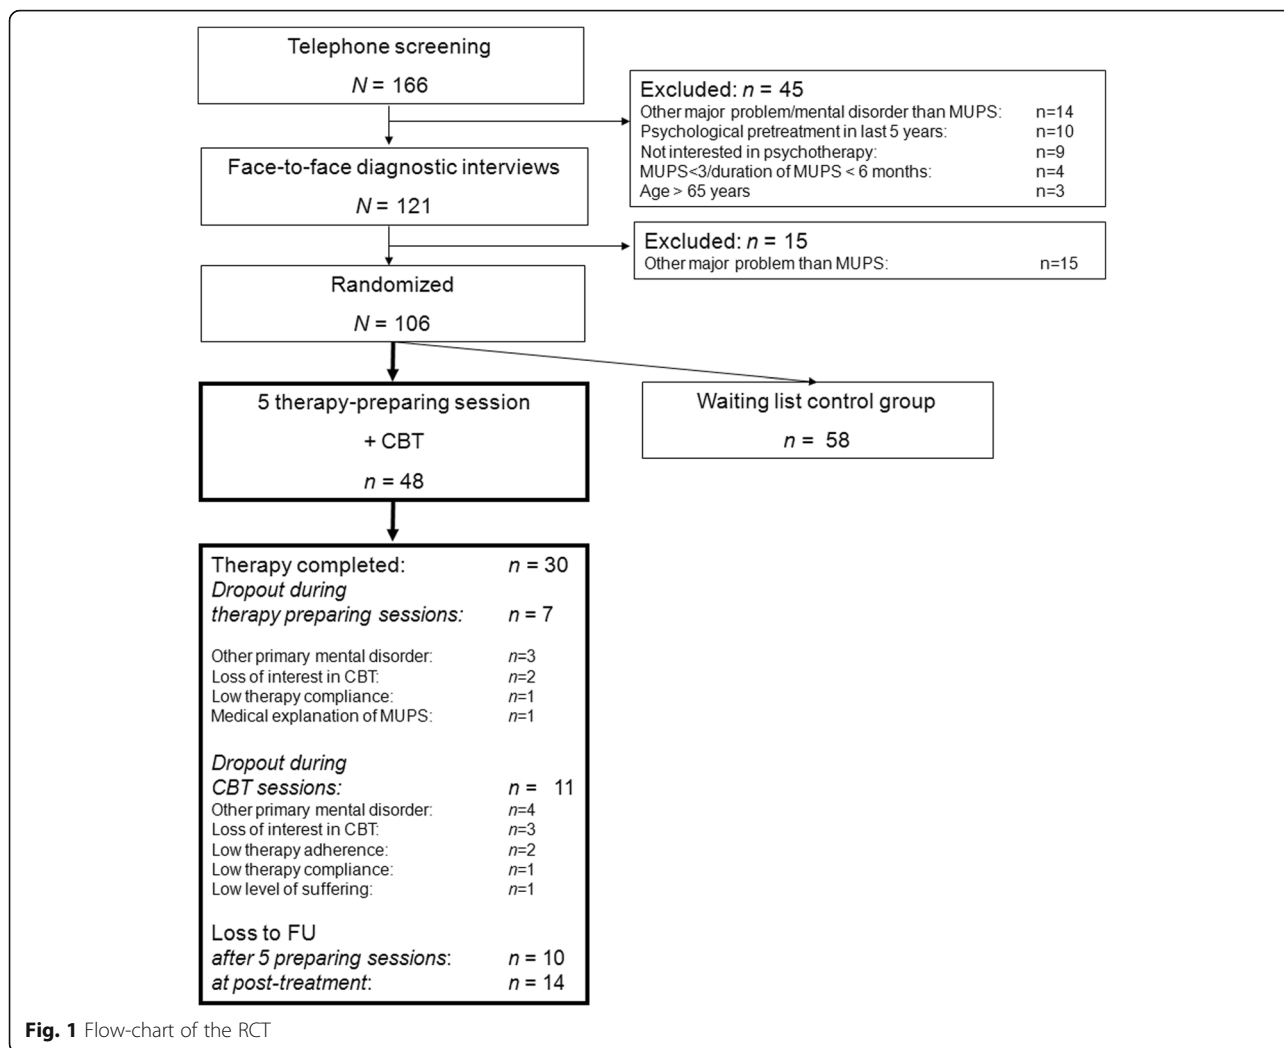 Telephone screening
N = 166
Excluded: n = 45
Other major problem/mental disorder than MUPS: n=14
Psychological pretreatment in last 5 years: n=10
Not interested in psychotherapy: n=9
MUPS<3/duration of MUPS < 6 months: n=4
Age > 65 years n=3
Face-to-face diagnostic interviews
N = 121
Excluded: n = 15
Other major problem than MUPS: n=15
Randomized
N = 106
5 therapy-preparing session
+ CBT
n = 48
Waiting list control group
n = 58
Therapy completed: n = 30
Dropout during
therapy preparing sessions: n = 7
Other primary mental disorder: n=3
Loss of interest in CBT: n=2
Low therapy compliance: n=1
Medical explanation of MUPS: n=1
Dropout during
CBT sessions: n = 11
Other primary mental disorder: n=4
Loss of interest in CBT: n=3
Low therapy adherence: n=2
Low therapy compliance: n=1
Low level of suffering: n=1
Loss to FU
after 5 preparing sessions: n = 10
at post-treatment: n = 14
Fig. 1 Flow-chart of the RCT